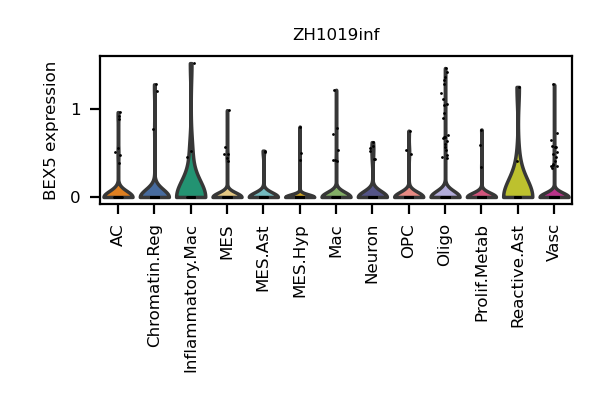 ZH1019inf
BEX5 expression
1
0
AC
Chromatin.Reg
Inflammatory.Mac
MES
MES.Ast
MES.Hyp
Mac
Neuron
OPC
Oligo
Prolif.Metab
Reactive.Ast
Vasc